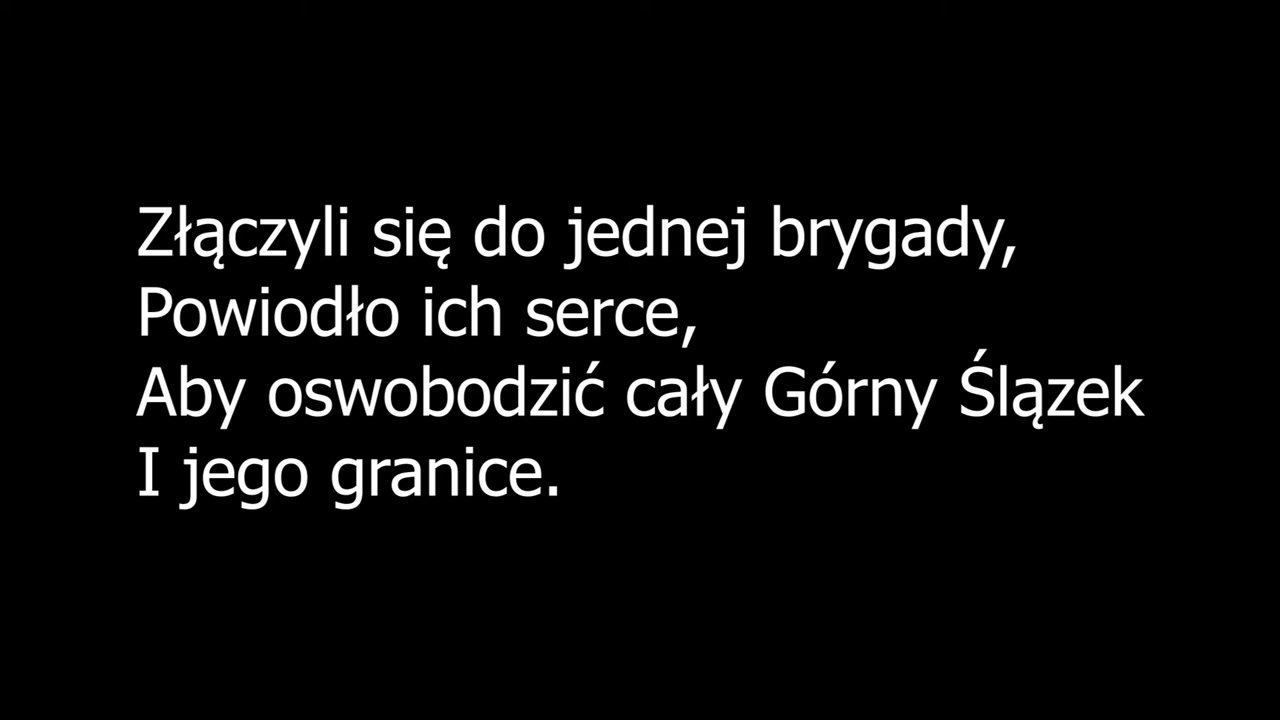 Złączyli się do jednej brygady,
Powiodło ich serce,
Aby oswobodzić cały Górny Ślązek
I jego granice.